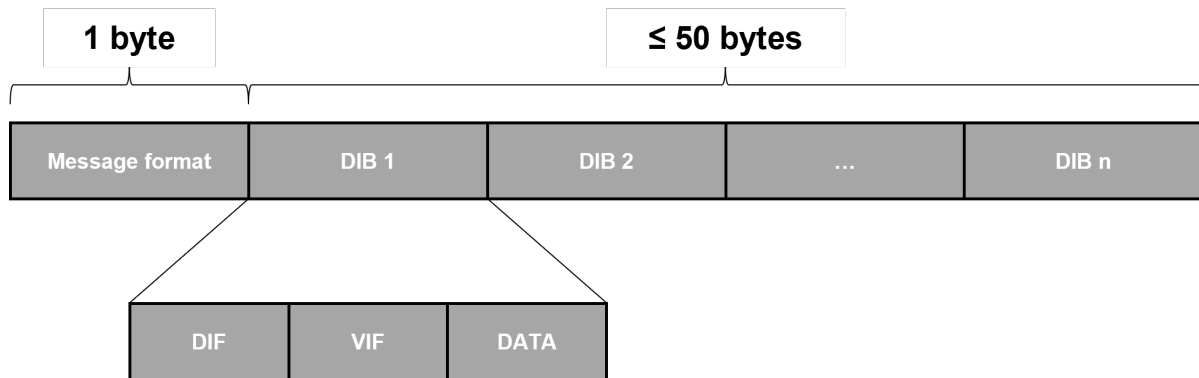 1 byte
≤ 50 bytes
Message format
DIB 1
DIB 2
...
DIB n
DIF
VIF
DATA